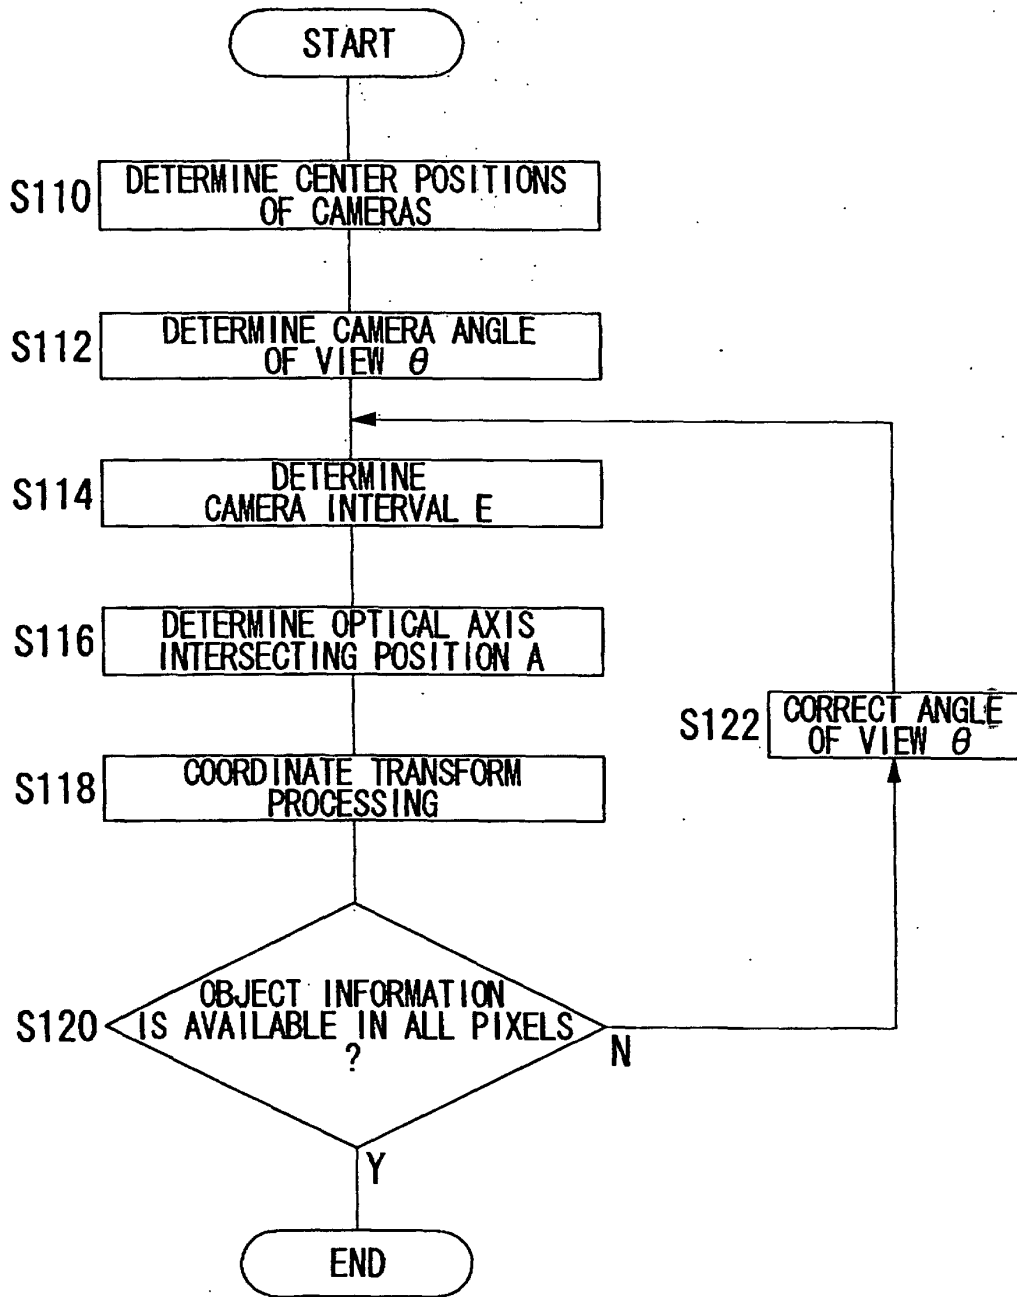 START
S110
DETERMINE CENTER POSITIONS
OF CAMERAS
S112
DETERMINE CAMERA ANGLE
OF VIEW θ
S114
DETERMINE
CAMERA INTERVAL E
S116
DETERMINE OPTICAL AXIS
INTERSECTING POSITION A
S122
CORRECT ANGLE
OF VIEW θ
S118
COORDINATE TRANSFORM
PROCESSING
S120
OBJECT INFORMATION
IS AVAILABLE IN ALL PIXELS
?
N
Y
END